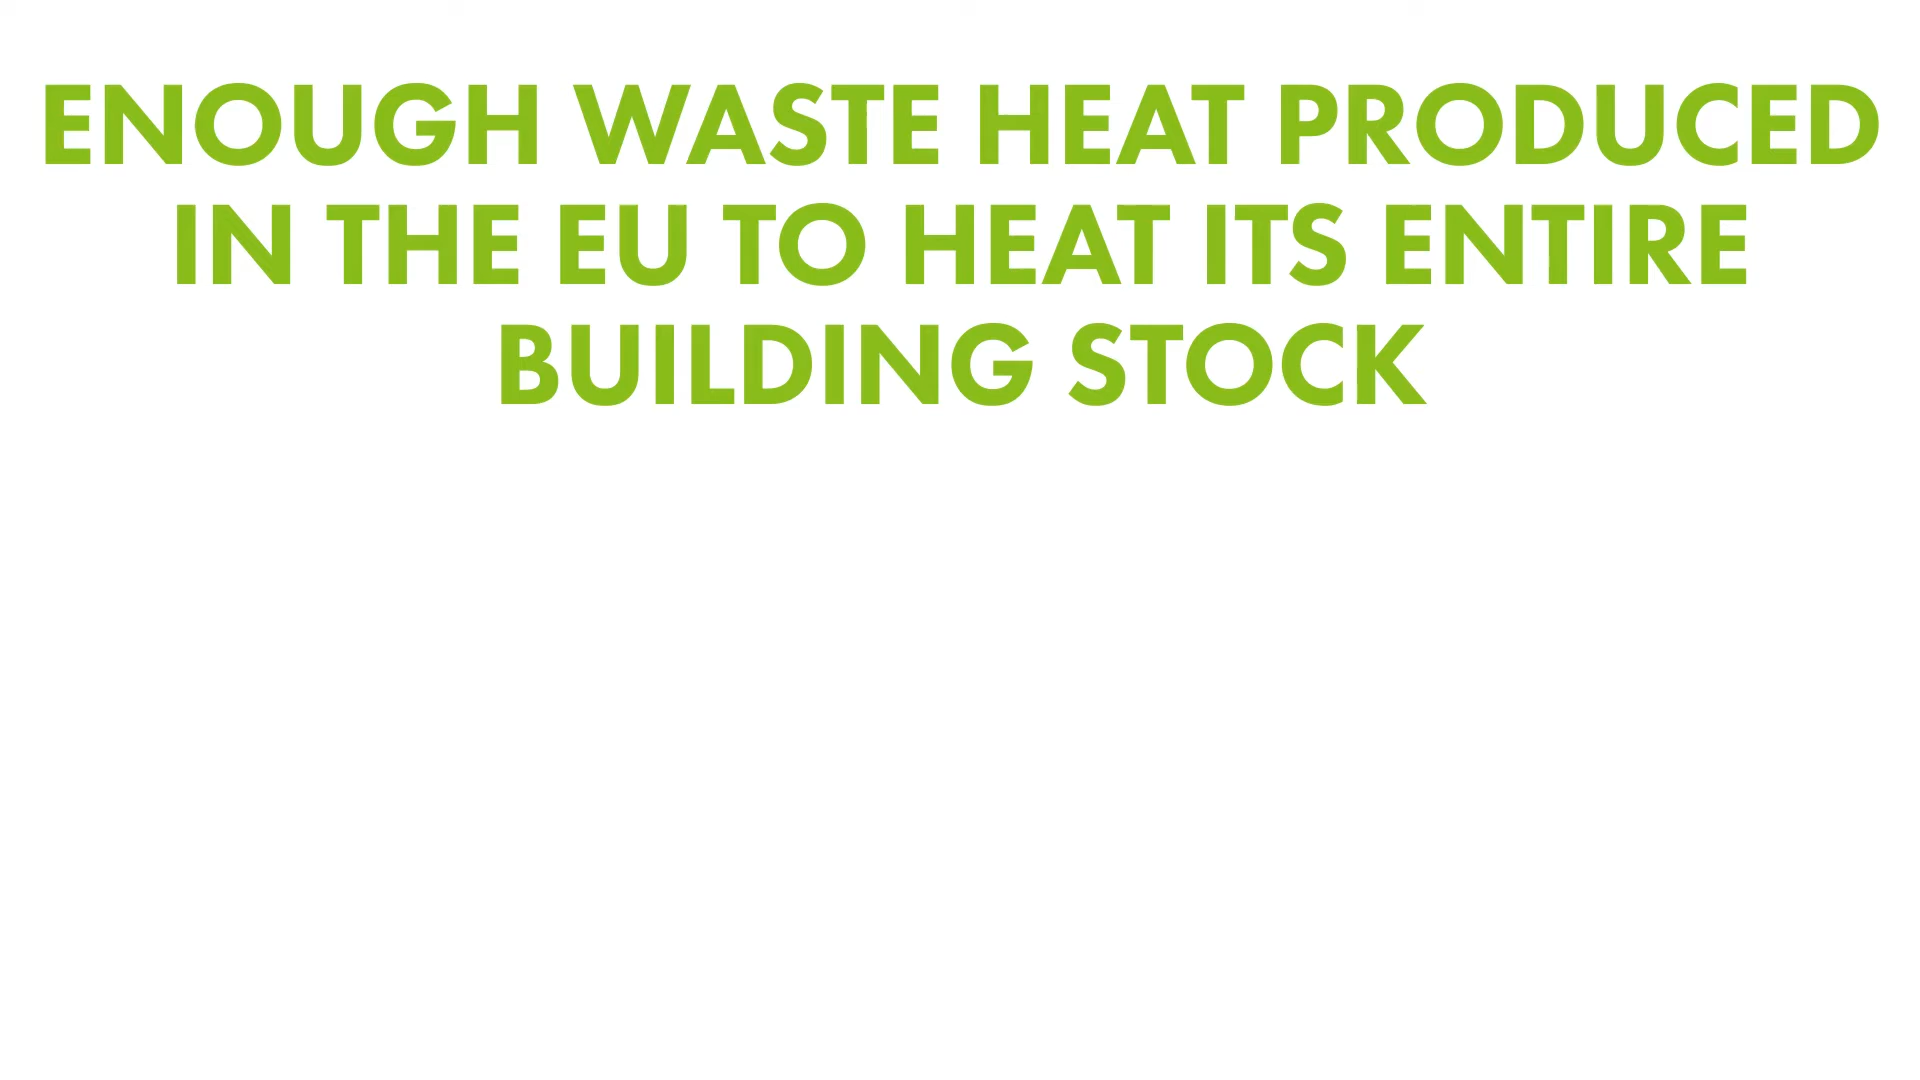 ENOUGH WASTE HEAT PRODUCED
IN THE EU TO HEAT ITS ENTIRE
BUILDING STOCK